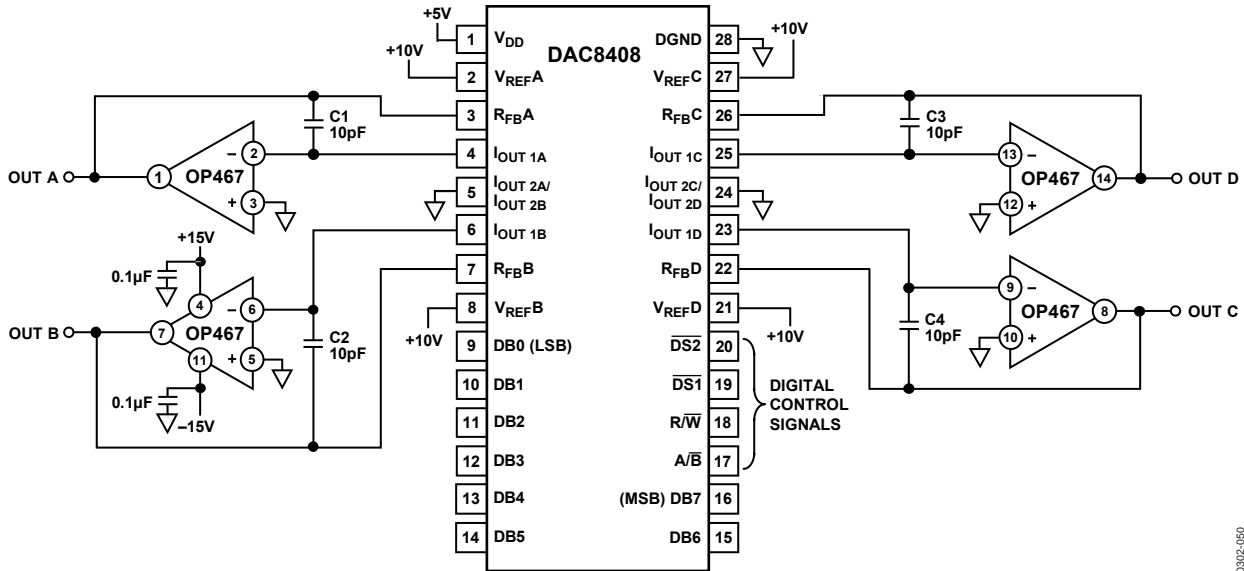 +5V
+10V
+10V
DAC8408
1 VDD
2 VREFA
3 RFBA
4 IOUT 1A
5 IOUT 2A/
IOUT 2B
6 IOUT 1B
7 RFBB
8 VREFB
+10V
9 DB0 (LSB)
10 DB1
11 DB2
12 DB3
13 DB4
14 DB5
DGND 28
VREFC 27
RFBC 26
IOUT 1C 25
IOUT 2C/
IOUT 2D 24
IOUT 1D 23
RFBD 22
VREFD 21
+10V
D̅S̅2̅ 20
D̅S̅1̅ 19
R/W̅ 18
A/B̅ 17
(MSB) DB7 16
DB6 15
DIGITAL
CONTROL
SIGNALS
C1
10pF
OUT A
1
OP467
– 2
+ 3
+15V
0.1µF
4
– 6
OUT B
7
OP467
+ 5
11
0.1µF
–15V
C2
10pF
C3
10pF
13 –
OP467
14
OUT D
12 +
9 –
OP467
8
OUT C
10 +
C4
10pF
0302-050